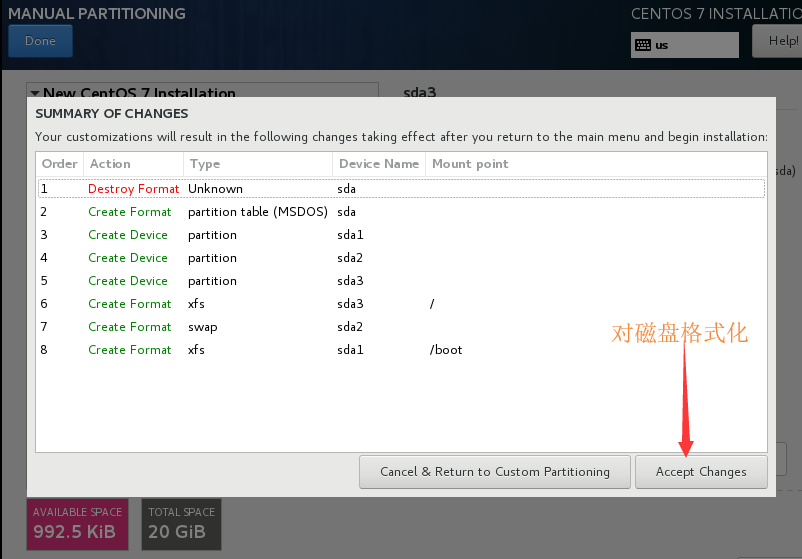 MANUAL PARTITIONING
CENTOS 7 INSTALLATIO
Done
us
Help!
New CentOS 7 Installation
sda3
SUMMARY OF CHANGES
Your customizations will result in the following changes taking effect after you return to the main menu and begin installation:
Order Action Type Device Name Mount point
1 Destroy Format Unknown sda
2 Create Format partition table (MSDOS) sda
3 Create Device partition sda1
4 Create Device partition sda2
5 Create Device partition sda3
6 Create Format xfs sda3 /
7 Create Format swap sda2
8 Create Format xfs sda1 /boot
sda)
对磁盘格式化
Cancel & Return to Custom Partitioning
Accept Changes
AVAILABLE SPACE
992.5 KiB
TOTAL SPACE
20 GiB